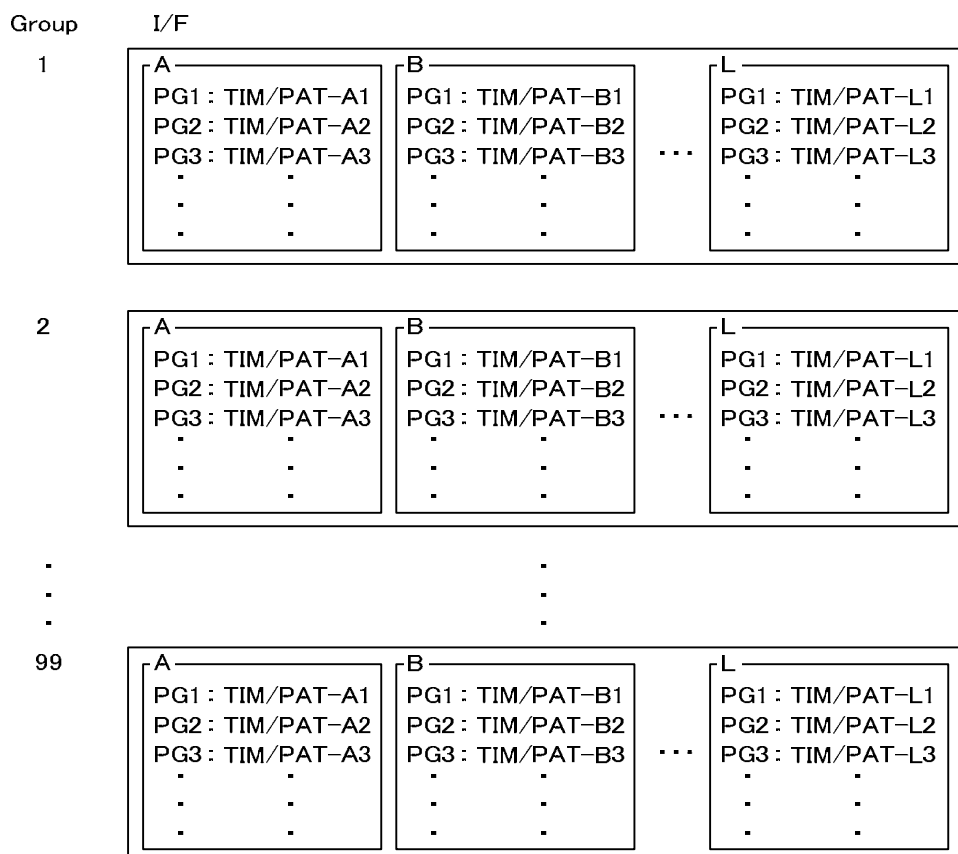 Group I/F
1
A B L
PG1 : TIM/PAT-A1 PG1 : TIM/PAT-B1 PG1 : TIM/PAT-L1
PG2 : TIM/PAT-A2 PG2 : TIM/PAT-B2 PG2 : TIM/PAT-L2
PG3 : TIM/PAT-A3 PG3 : TIM/PAT-B3 ··· PG3 : TIM/PAT-L3
2
A B L
PG1 : TIM/PAT-A1 PG1 : TIM/PAT-B1 PG1 : TIM/PAT-L1
PG2 : TIM/PAT-A2 PG2 : TIM/PAT-B2 PG2 : TIM/PAT-L2
PG3 : TIM/PAT-A3 PG3 : TIM/PAT-B3 ··· PG3 : TIM/PAT-L3
99
A B L
PG1 : TIM/PAT-A1 PG1 : TIM/PAT-B1 PG1 : TIM/PAT-L1
PG2 : TIM/PAT-A2 PG2 : TIM/PAT-B2 PG2 : TIM/PAT-L2
PG3 : TIM/PAT-A3 PG3 : TIM/PAT-B3 ··· PG3 : TIM/PAT-L3